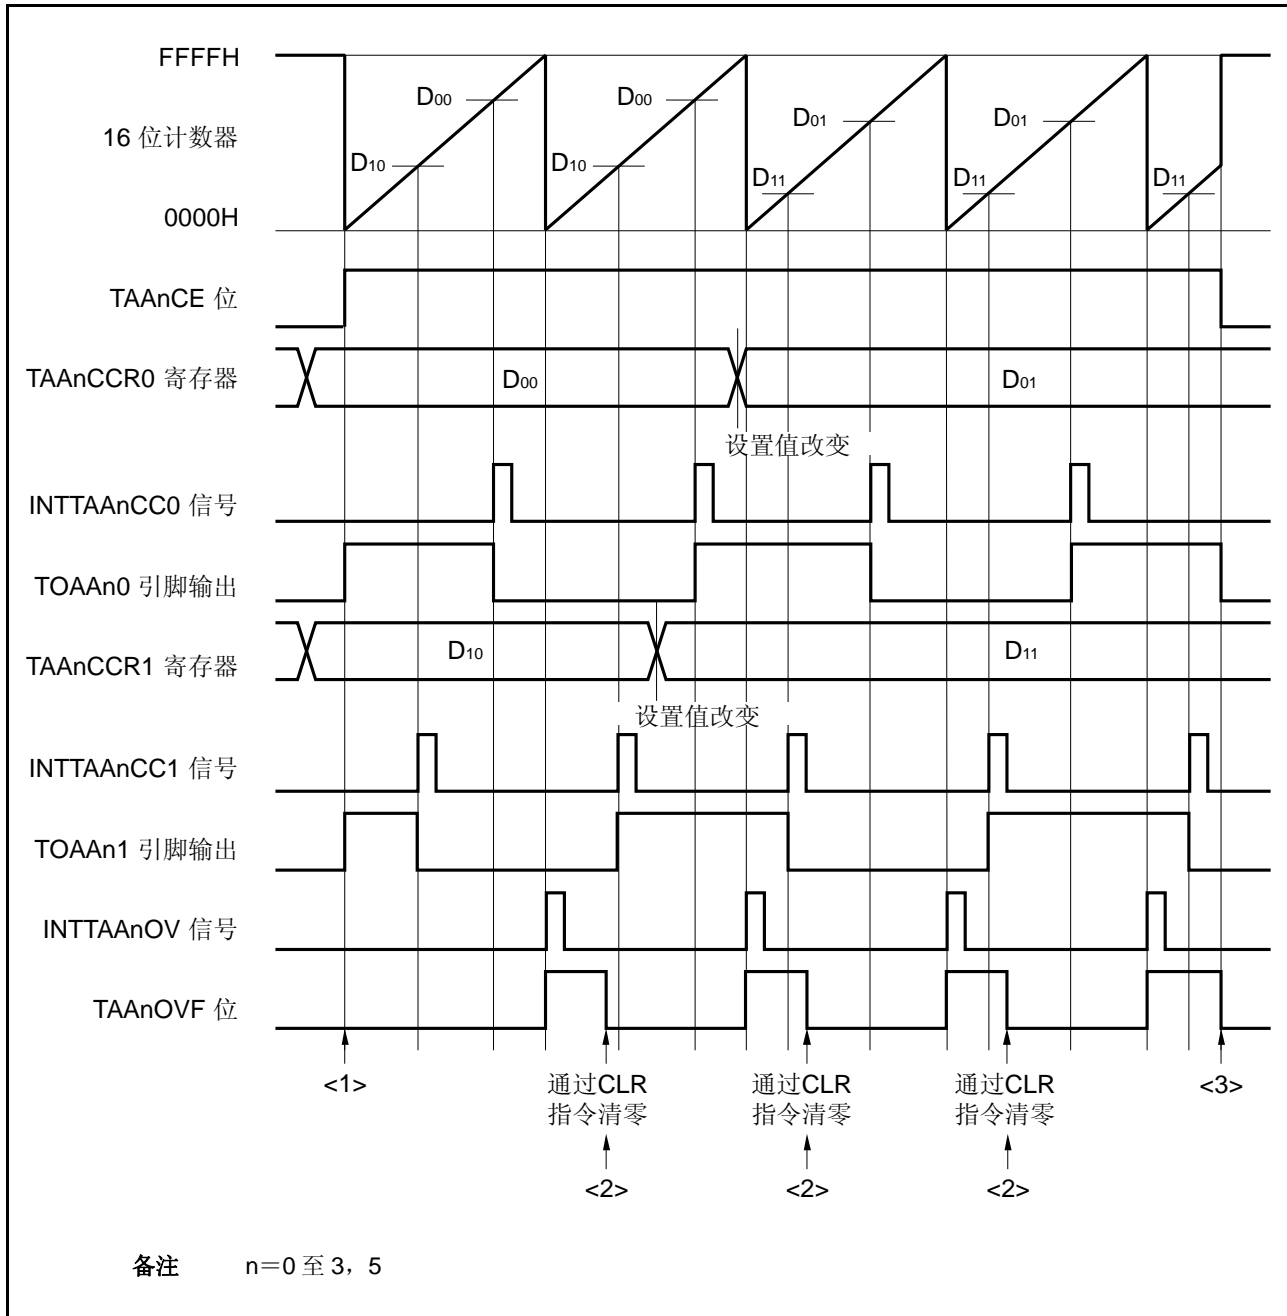 FFFFH
D00 D00
D01 D01
16 位计数器
D10 D10
D11 D11 D11
0000H
TAAnCE 位
TAAnCCR0 寄存器
D00 D01
设置值改变
INTTAAnCC0 信号
TOAAn0 引脚输出
TAAnCCR1 寄存器
D10 D11
设置值改变
INTTAAnCC1 信号
TOAAn1 引脚输出
INTTAAnOV 信号
TAAnOVF 位
<1> 通过CLR 通过CLR 通过CLR <3>
指令清零 指令清零 指令清零
<2> <2> <2>
备注 n＝0 至 3，5